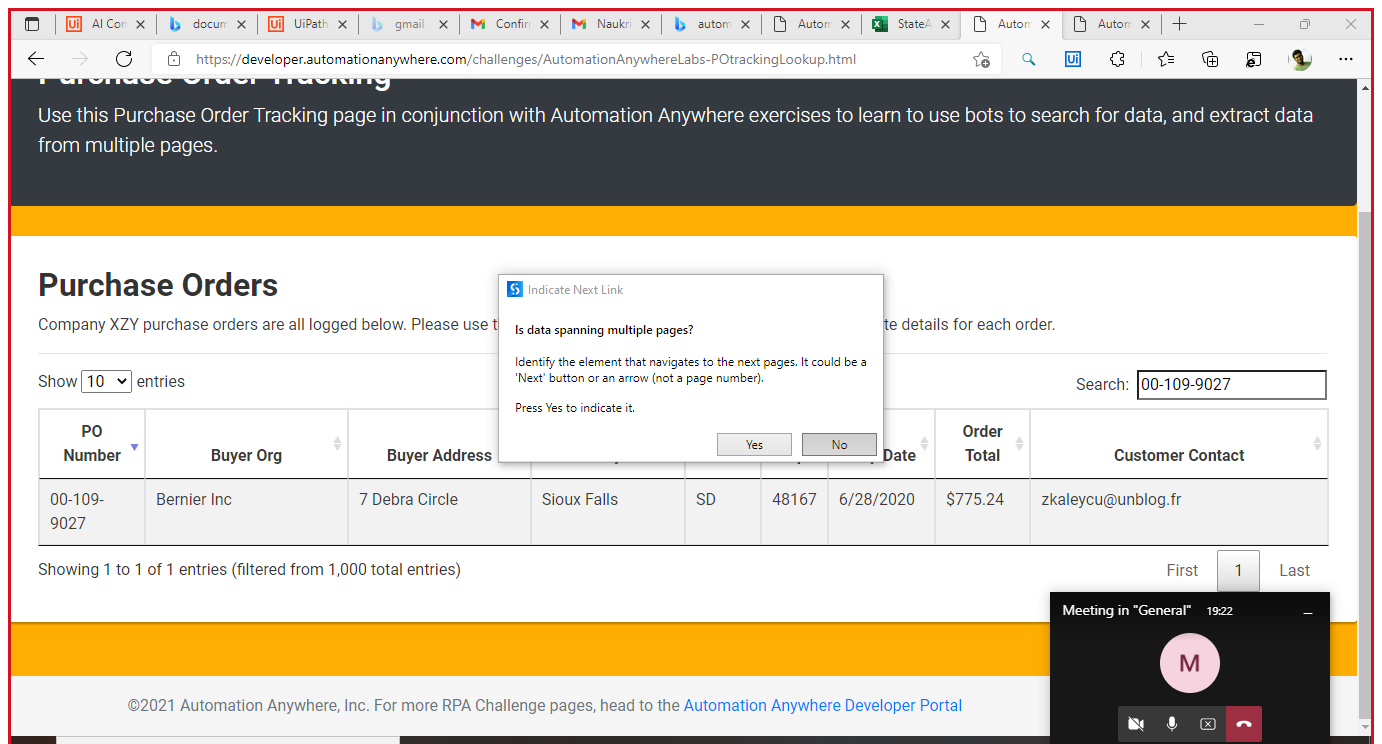 AI Con
docum
UiPath
gmail
Confirm
Naukri
autom
Autom
StateA
Autom
Autom
https://developer.automationanywhere.com/challenges/AutomationAnywhereLabs-POtrackingLookup.html
Purchase Order Tracking
Use this Purchase Order Tracking page in conjunction with Automation Anywhere exercises to learn to use bots to search for data, and extract data
from multiple pages.
Purchase Orders
Company XZY purchase orders are all logged below. Please use t
te details for each order.
Indicate Next Link
Is data spanning multiple pages?
Identify the element that navigates to the next pages. It could be a
'Next' button or an arrow (not a page number).
Press Yes to indicate it.
Yes No
Show 10 entries
Search: 00-109-9027
PO
Number
Buyer Org
Buyer Address
Date
Order
Total
Customer Contact
00-109-
9027
Bernier Inc
7 Debra Circle
Sioux Falls
SD
48167
6/28/2020
$775.24
zkaleycu@unblog.fr
Showing 1 to 1 of 1 entries (filtered from 1,000 total entries)
First 1 Last
Meeting in "General" 19:22
M
©2021 Automation Anywhere, Inc. For more RPA Challenge pages, head to the Automation Anywhere Developer Portal